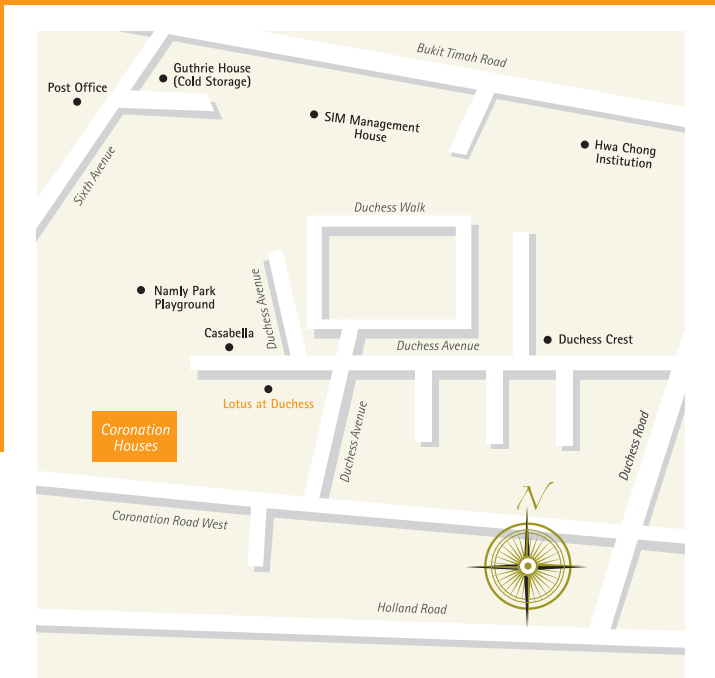 Bukit Timah Road
Guthrie House
(Cold Storage)
Post Office
SIM Management
House
Hwa Chong
Institution
Sixth Avenue
Duchess Walk
Namly Park
Playground
Duchess Avenue
Casabella
Duchess Avenue
Duchess Crest
Lotus at Duchess
Coronation
Houses
Duchess Avenue
Duchess Road
Coronation Road West
N
Holland Road